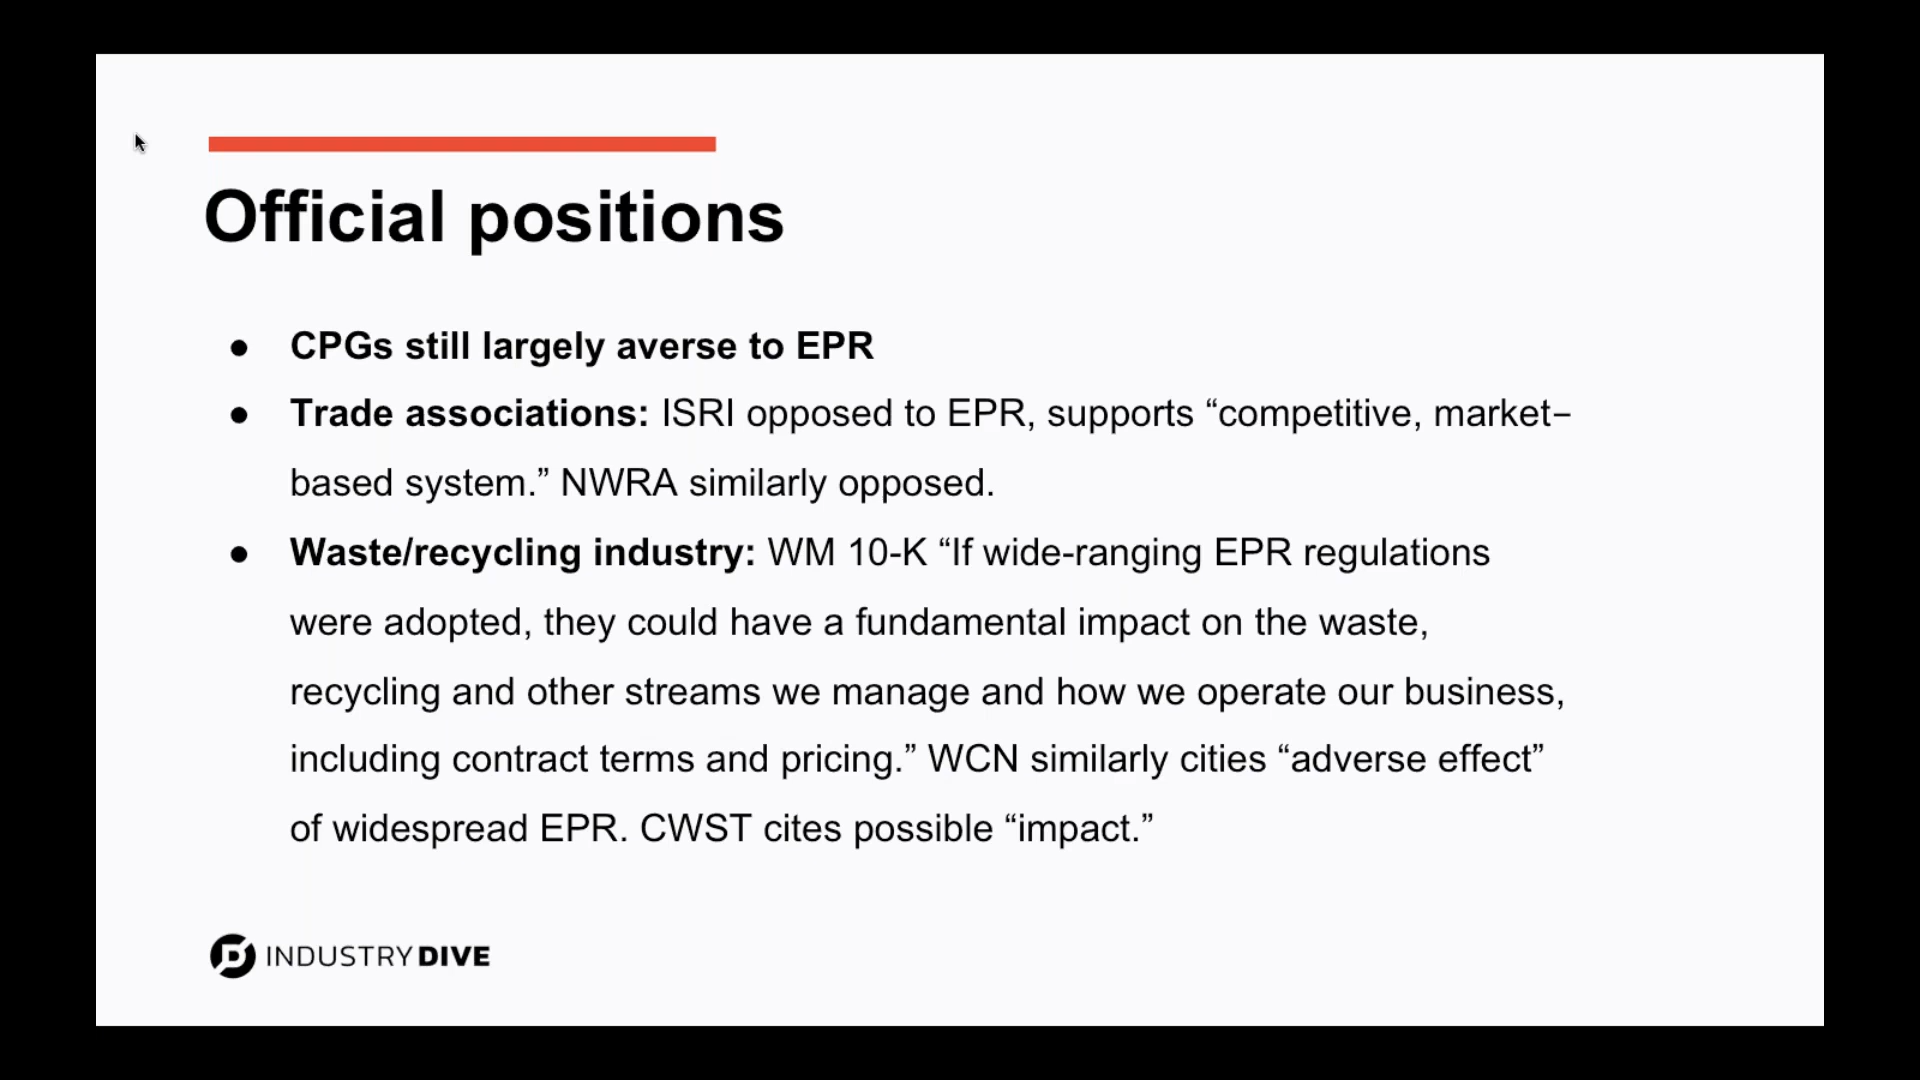 Official positions
● CPGs still largely averse to EPR
● Trade associations: ISRI opposed to EPR, supports “competitive, market–
based system.” NWRA similarly opposed.
● Waste/recycling industry: WM 10-K “If wide-ranging EPR regulations
were adopted, they could have a fundamental impact on the waste,
recycling and other streams we manage and how we operate our business,
including contract terms and pricing.” WCN similarly cities “adverse effect”
of widespread EPR. CWST cites possible “impact.”
INDUSTRY DIVE